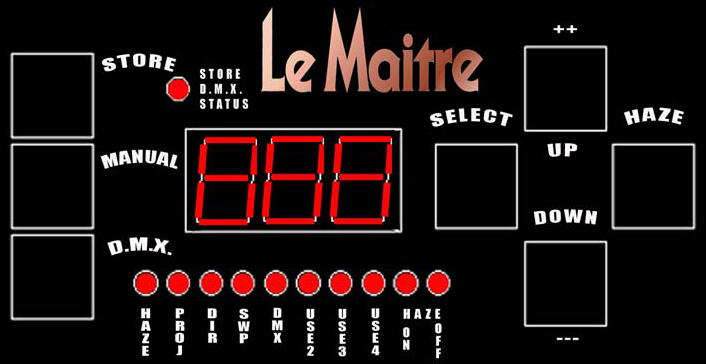 STORE
STORE
D.M.X.
STATUS
Le Maitre
++
SELECT
HAZE
MANUAL
888
UP
D.M.X.
DOWN
HAZE
PROJ
DIR
SWP
DMX
USE2
USE3
USE4
HAZE
ON
OFF
---